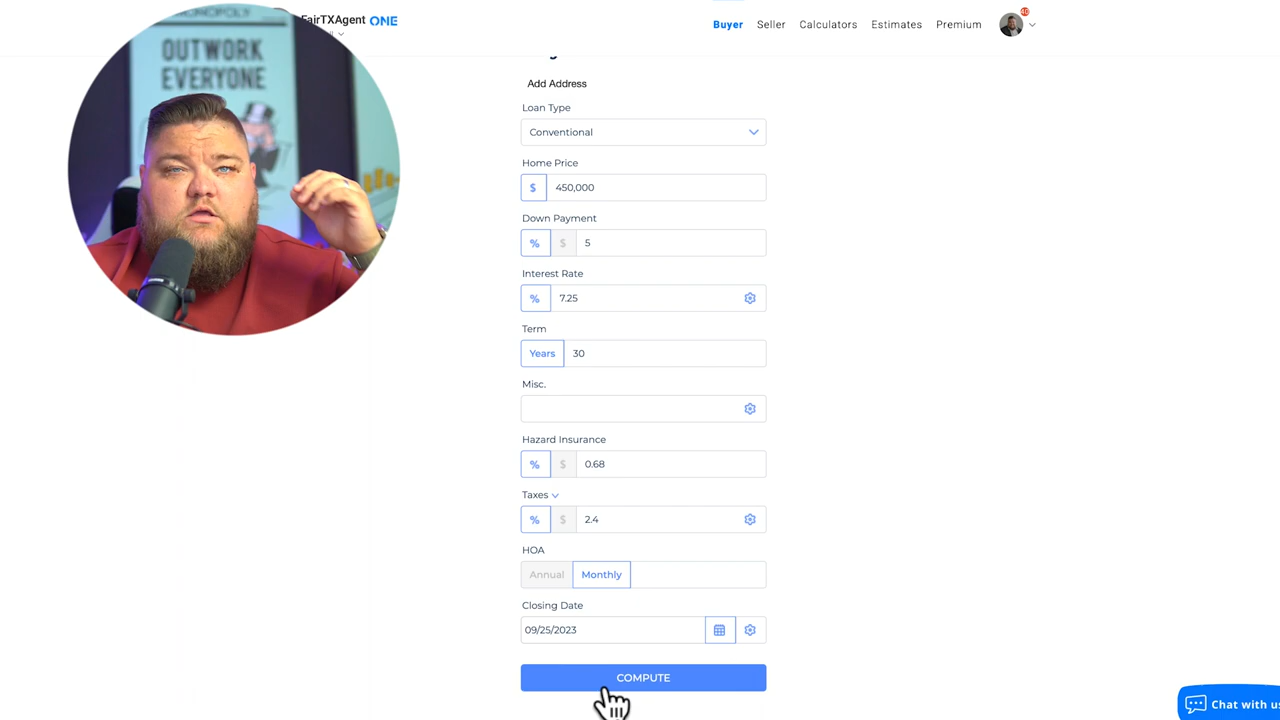 MONOPOLY
OUTWORK
EVERYONE
FairTXAgent ONE
Buyer
Seller
Calculators
Estimates
Premium
40
Add Address
Loan Type
Conventional
Home Price
$ 450,000
Down Payment
% $ 5
Interest Rate
% 7.25
Term
Years 30
Misc.
Hazard Insurance
% $ 0.68
Taxes
% $ 2.4
HOA
Annual Monthly
Closing Date
09/25/2023
COMPUTE
Chat with us